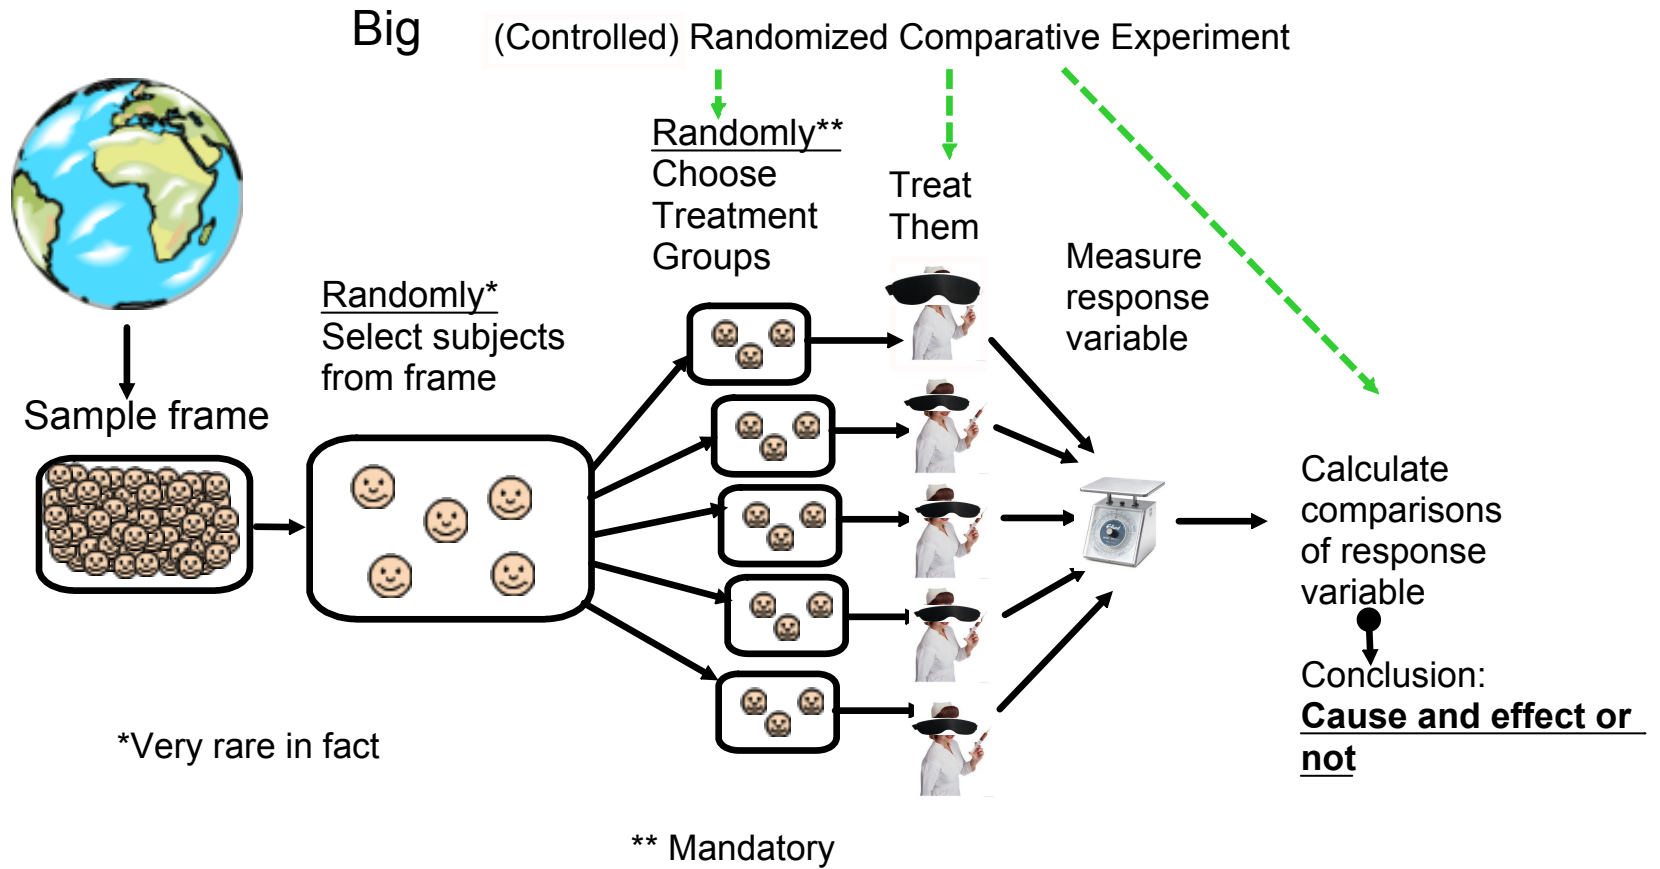 Big
(Controlled) Randomized Comparative Experiment
Randomly**
Choose
Treatment
Groups
Treat
Them
Measure
response
variable
Randomly*
Select subjects
from frame
Sample frame
Calculate
comparisons
of response
variable
Conclusion:
Cause and effect or
not
*Very rare in fact
** Mandatory